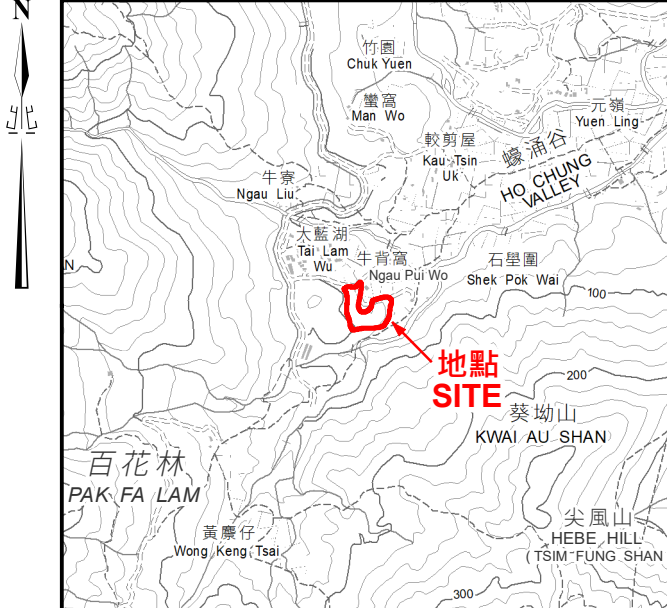 N
北
竹園
Chuk Yuen
蠻窩
Man Wo
元嶺
Yuen Ling
較剪屋
Kau Tsin
Uk
蠔涌谷
HO CHUNG
VALLEY
牛寮
Ngau Liu
大藍湖
Tai Lam
Wu
牛背窩
Ngau Pui Wo
石壆圍
Shek Pok Wai
AN
100
地點
SITE
200
葵坳山
KWAI AU SHAN
百花林
PAK FA LAM
黃麖仔
Wong Keng Tsai
尖風山
HEBE HILL
( TSIM FUNG SHAN
300